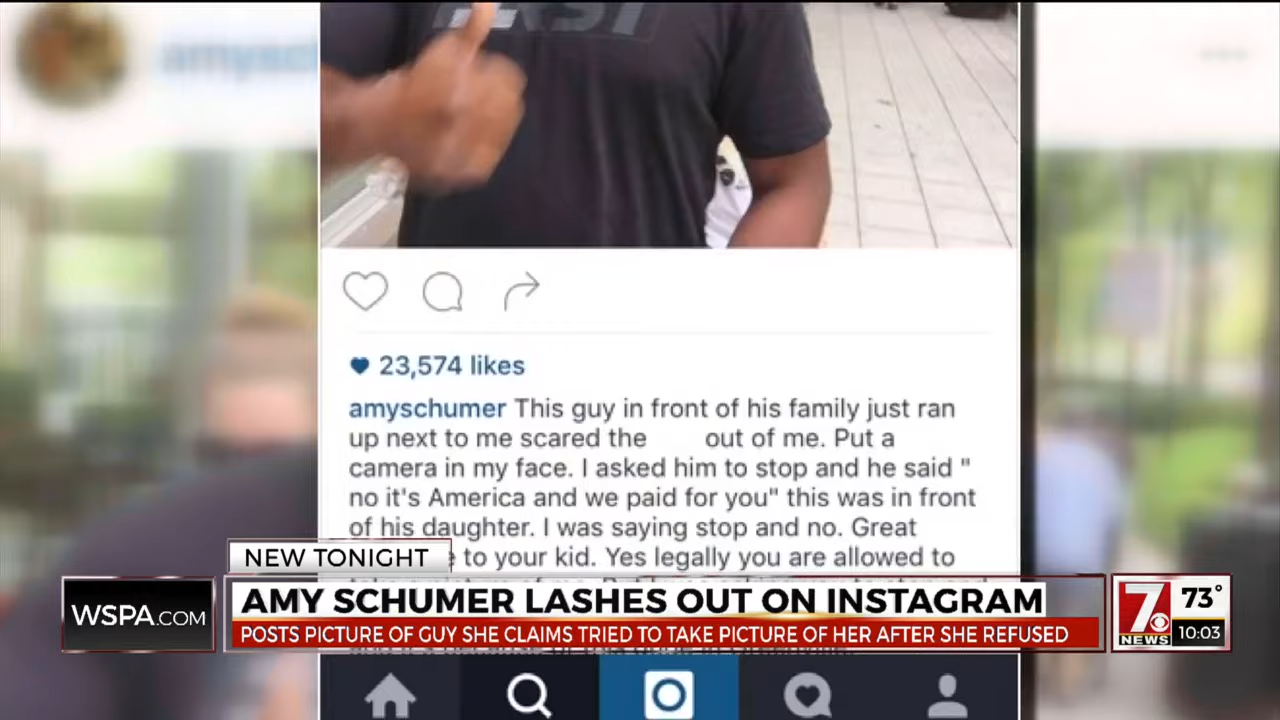 amysc
23,574 likes
amyschumer This guy in front of his family just ran
up next to me scared the out of me. Put a
camera in my face. I asked him to stop and he said "
no it's America and we paid for you" this was in front
of his daughter. I was saying stop and no. Great
to your kid. Yes legally you are allowed to
NEW TONIGHT
WSPA.COM
AMY SCHUMER LASHES OUT ON INSTAGRAM
POSTS PICTURE OF GUY SHE CLAIMS TRIED TO TAKE PICTURE OF HER AFTER SHE REFUSED
7
NEWS
73°
10:03